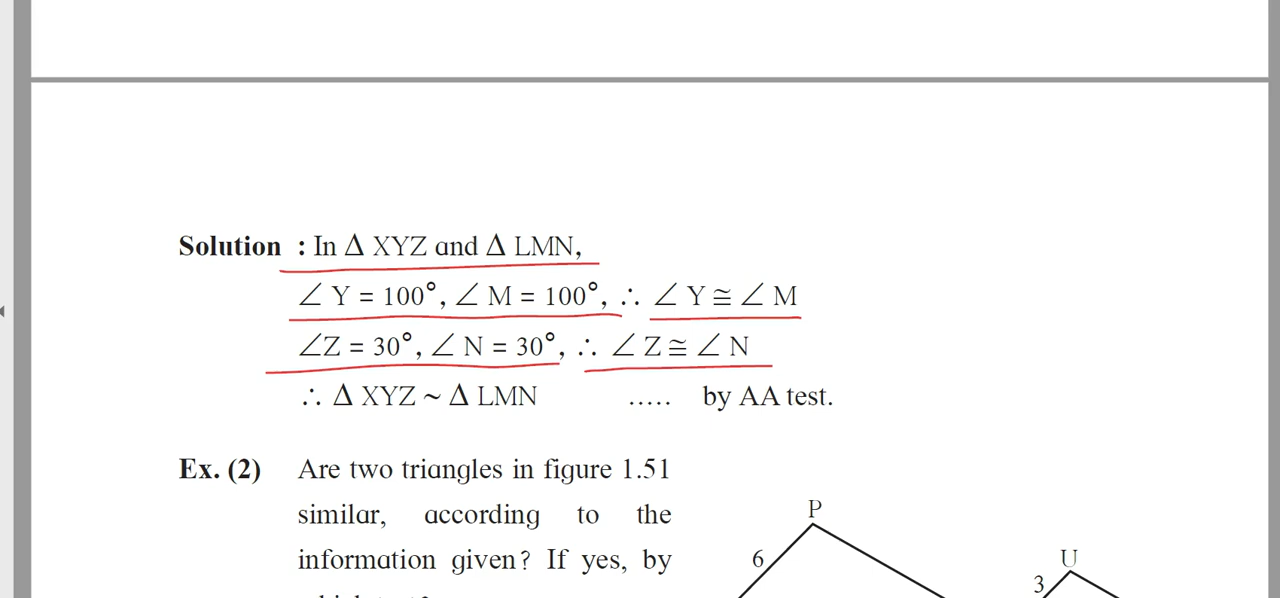 Solution : In Δ XYZ and Δ LMN,
∠ Y = 100°, ∠ M = 100°, ∴ ∠ Y ≅ ∠ M
∠Z = 30°, ∠ N = 30°, ∴ ∠ Z ≅ ∠ N
∴ Δ XYZ ~ Δ LMN ..... by AA test.
Ex. (2) Are two triangles in figure 1.51
similar, according to the
information given? If yes, by
P
6
U
3